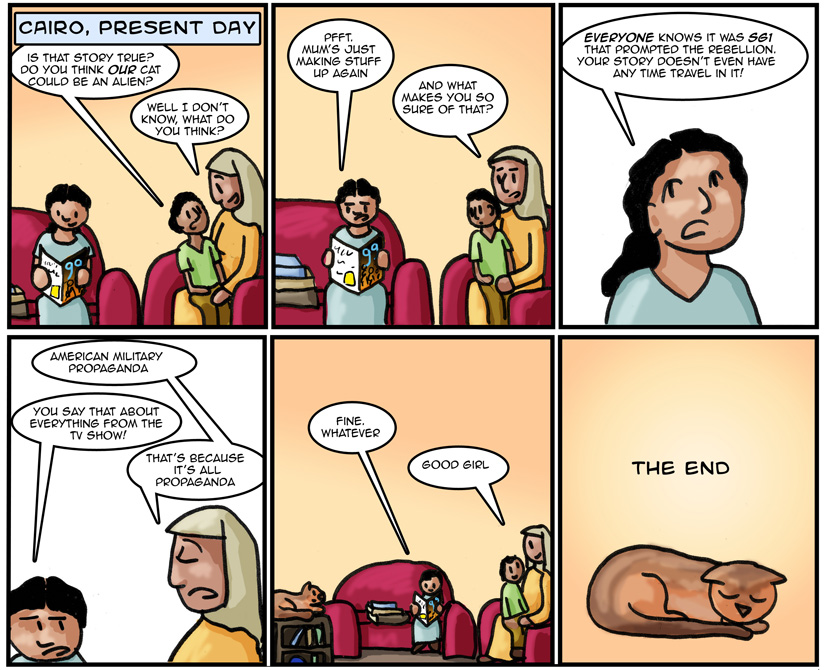 CAIRO, PRESENT DAY
IS THAT STORY TRUE?
DO YOU THINK OUR CAT
COULD BE AN ALIEN?
WELL I DON'T
KNOW, WHAT DO
YOU THINK?
PFFT.
MUM'S JUST
MAKING STUFF
UP AGAIN
AND WHAT
MAKES YOU SO
SURE OF THAT?
EVERYONE KNOWS IT WAS SG1
THAT PROMPTED THE REBELLION.
YOUR STORY DOESN'T EVEN HAVE
ANY TIME TRAVEL IN IT!
AMERICAN MILITARY
PROPAGANDA
YOU SAY THAT ABOUT
EVERYTHING FROM THE
TV SHOW!
THAT'S BECAUSE
IT'S ALL
PROPAGANDA
FINE.
WHATEVER
GOOD GIRL
THE END